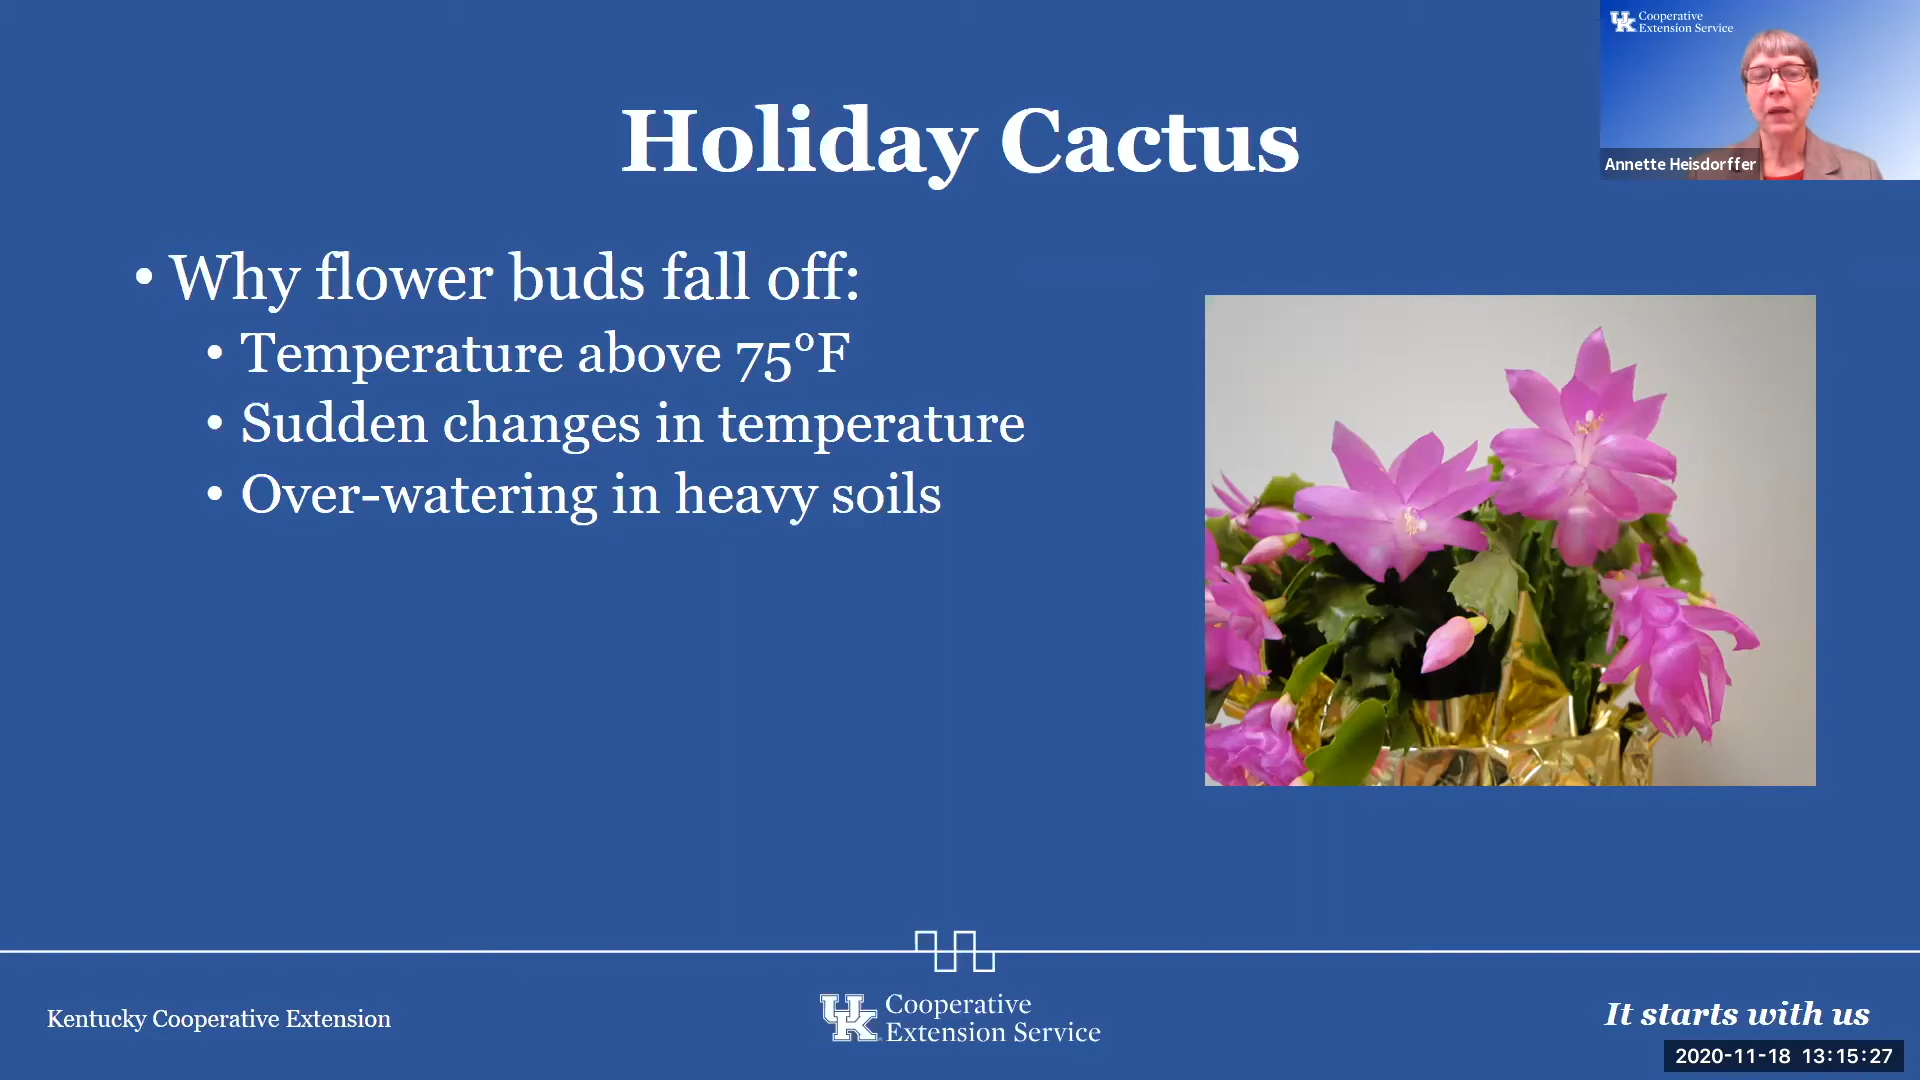 UK Cooperative
Extension Service
Annette Heisdorffer
Holiday Cactus
• Why flower buds fall off:
• Temperature above 75°F
• Sudden changes in temperature
• Over-watering in heavy soils
Kentucky Cooperative Extension
UK Cooperative
Extension Service
It starts with us
2020-11-18 13:15:27